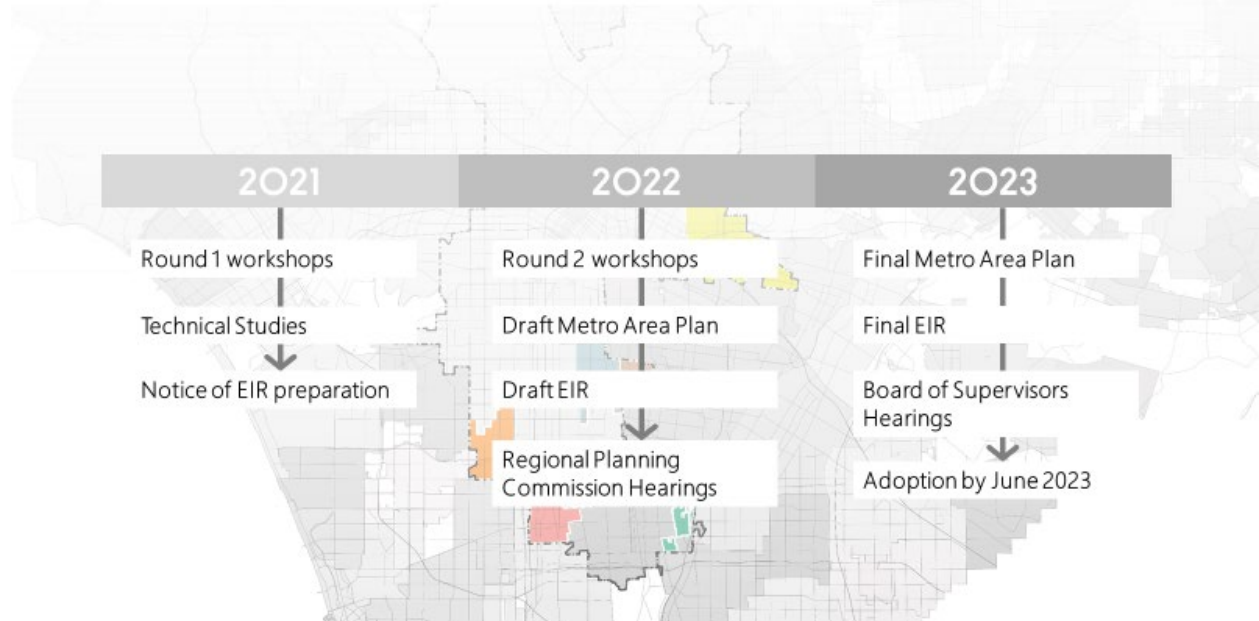 2021
Round 1 workshops
Technical Studies
Notice of EIR preparation
2022
Round 2 workshops
Draft Metro Area Plan
Draft EIR
Regional Planning
Commission Hearings
2023
Final Metro Area Plan
Final EIR
Board of Supervisors
Hearings
Adoption by June 2023